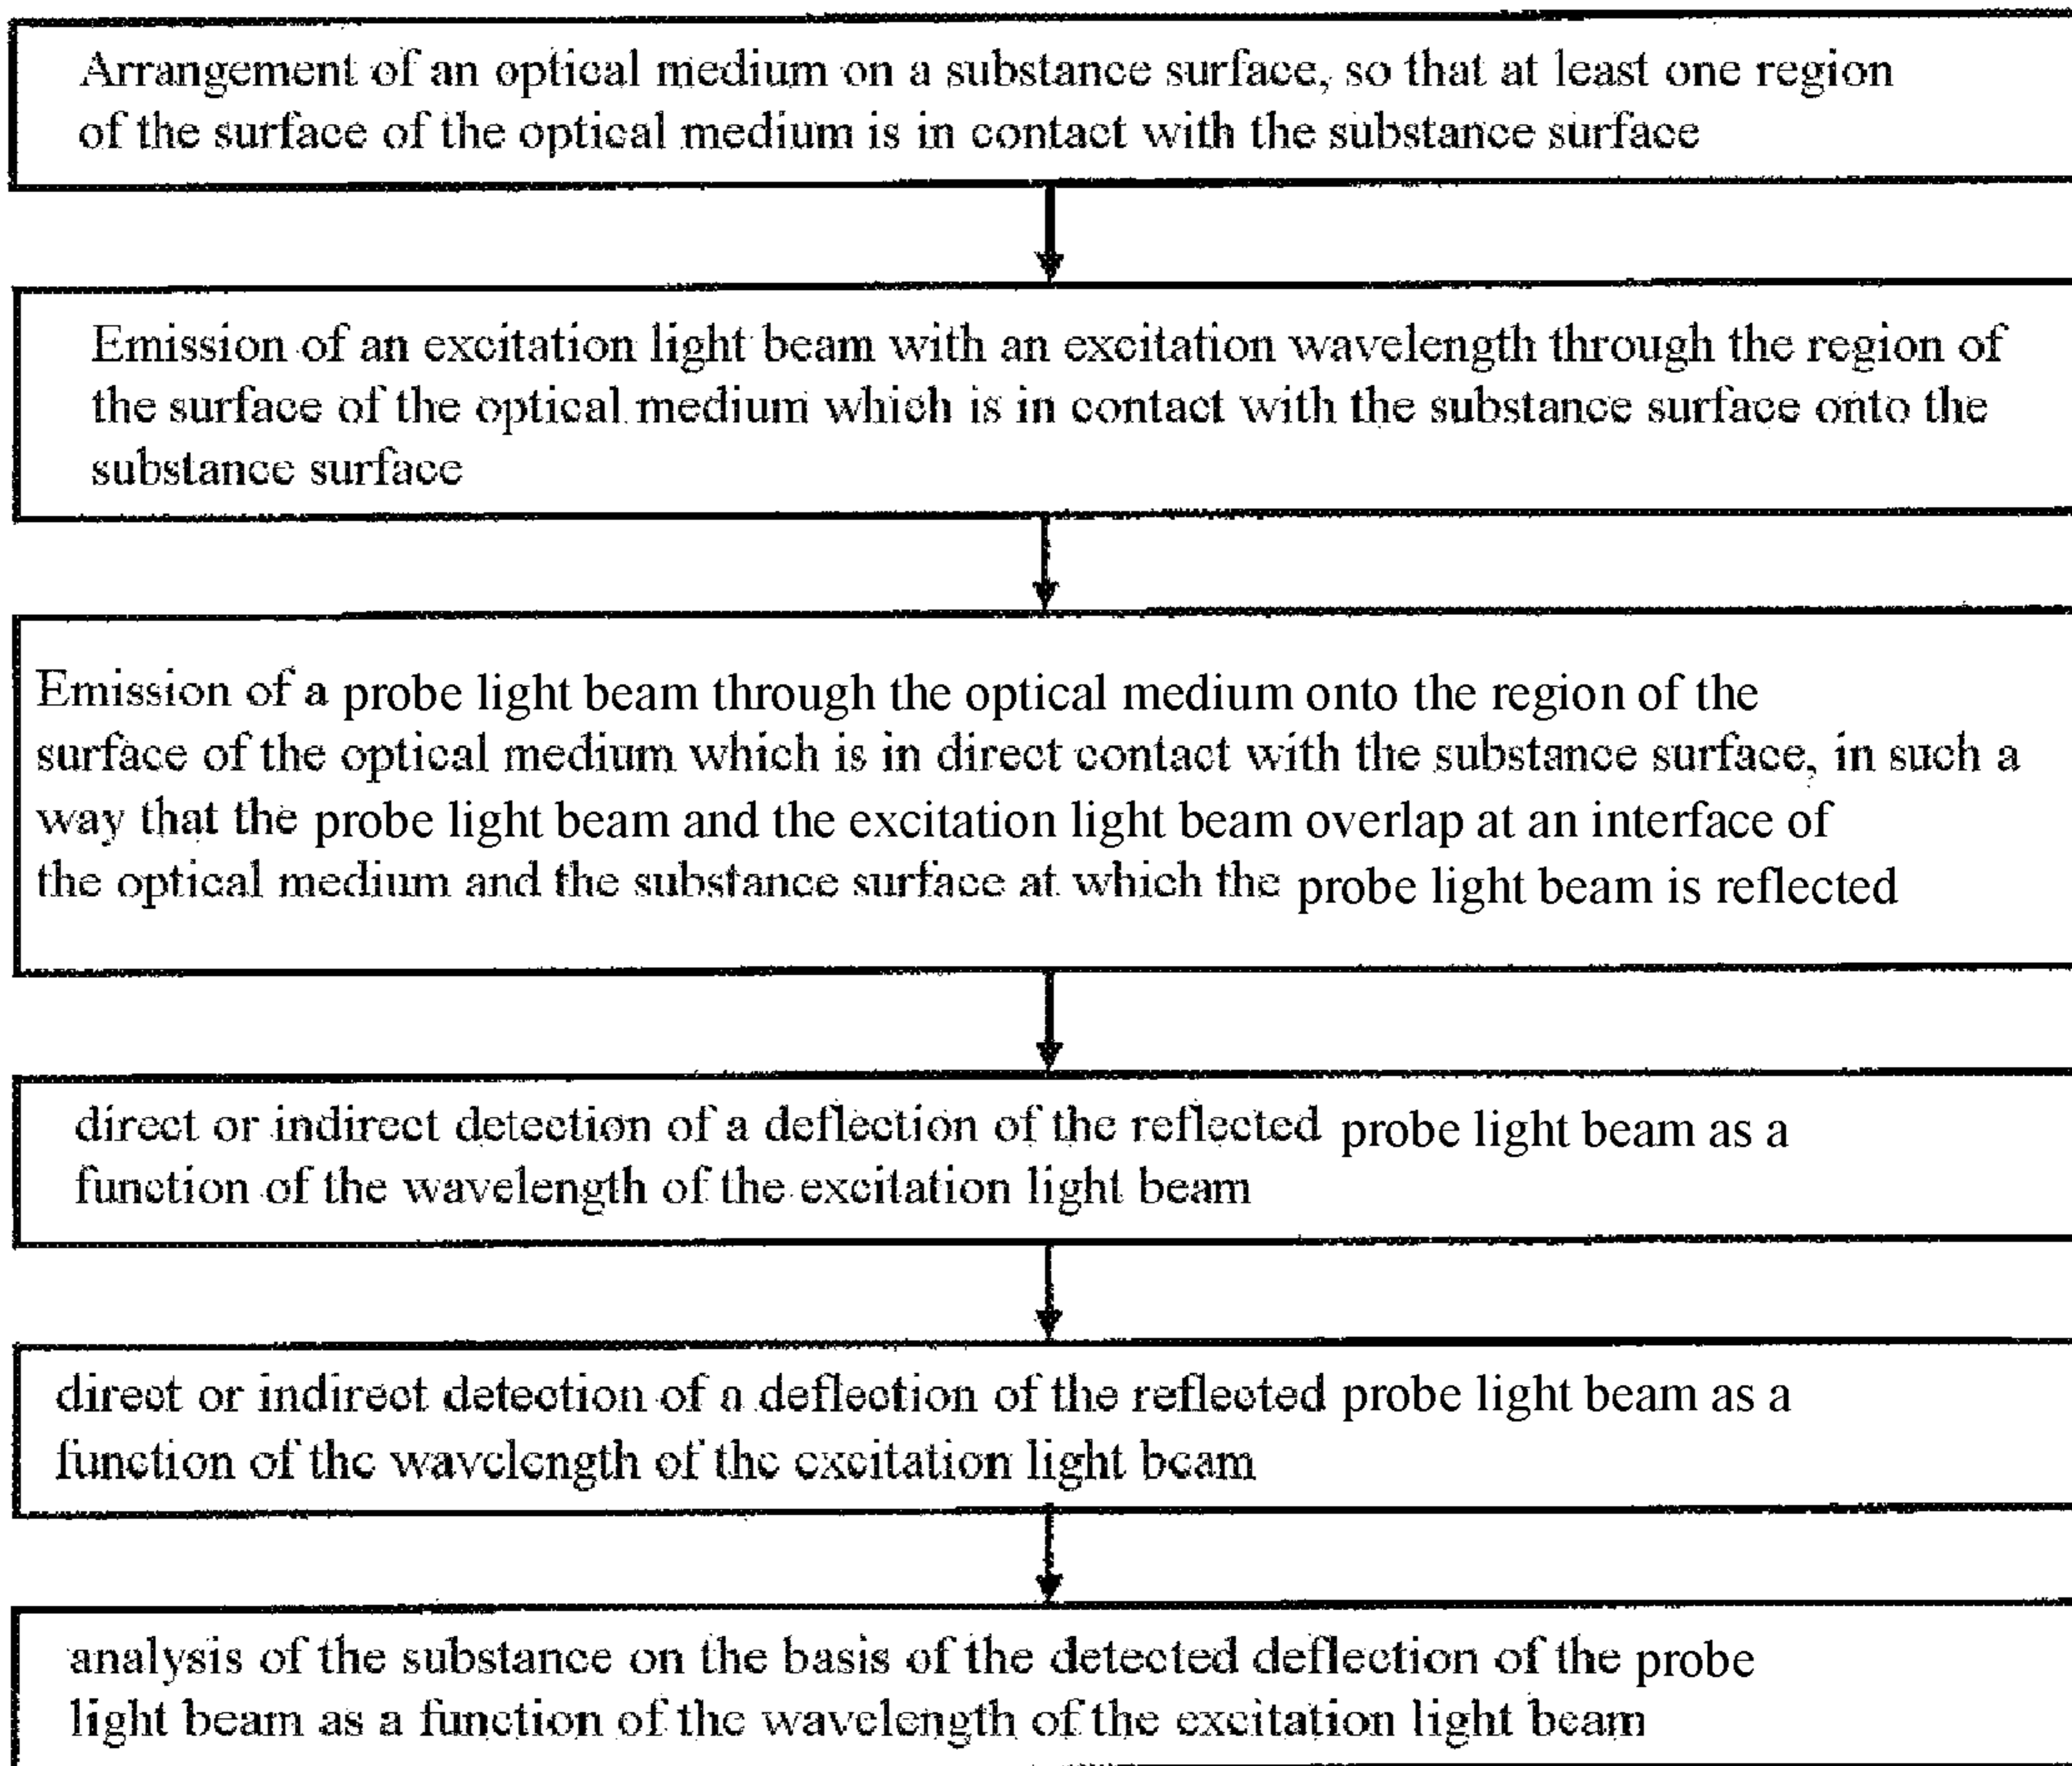 Arrangement of an optical medium on a substance surface, so that at least one region
of the surface of the optical medium is in contact with the substance surface
Emission of an excitation light beam with an excitation wavelength through the region of
the surface of the optical medium which is in contact with the substance surface onto the
substance surface
Emission of a probe light beam through the optical medium onto the region of the
surface of the optical medium which is in direct contact with the substance surface, in such a
way that the probe light beam and the excitation light beam overlap at an interface of
the optical medium and the substance surface at which the probe light beam is reflected
direct or indirect detection of a deflection of the reflected probe light beam as a
function of the wavelength of the excitation light beam
direct or indirect detection of a deflection of the reflected probe light beam as a
function of the wavelength of the excitation light beam
analysis of the substance on the basis of the detected deflection of the probe
light beam as a function of the wavelength of the excitation light beam